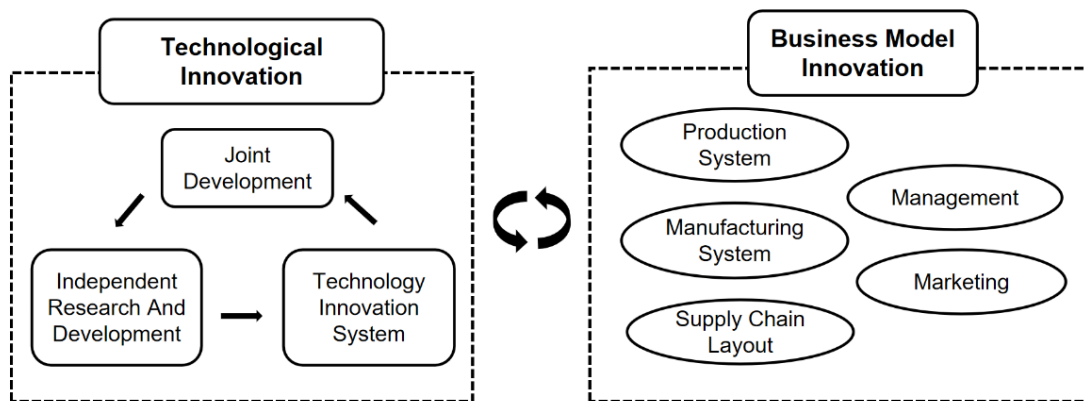 Technological
Innovation
Joint
Development
Independent
Research And
Development
Technology
Innovation
System
Business Model
Innovation
Production
System
Management
Manufacturing
System
Marketing
Supply Chain
Layout